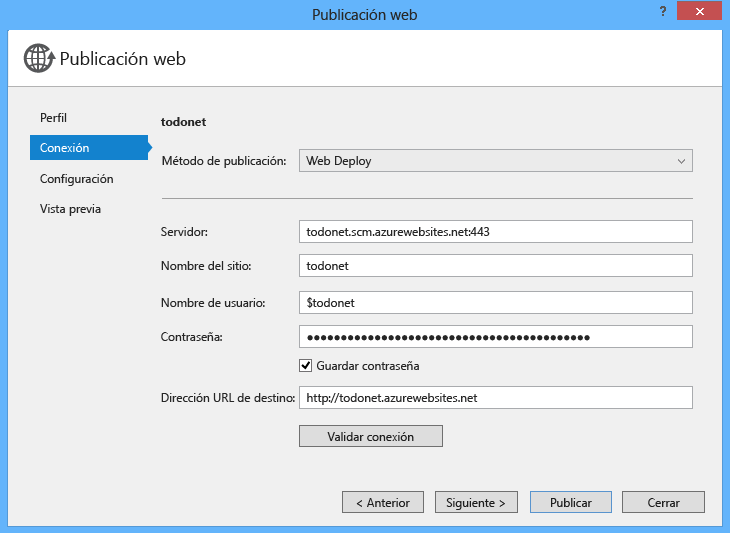 Publicación web
?
Publicación web
Perfil
Conexión
Configuración
Vista previa
todonet
Método de publicación: Web Deploy
Servidor: todonet.scm.azurewebsites.net:443
Nombre del sitio: todonet
Nombre de usuario: $todonet
Contraseña: ●●●●●●●●●●●●●●●●●●●●●●●●●●●●●●●●●●●●●●●●●●
Guardar contraseña
Dirección URL de destino: http://todonet.azurewebsites.net
Validar conexión
< Anterior Siguiente > Publicar Cerrar